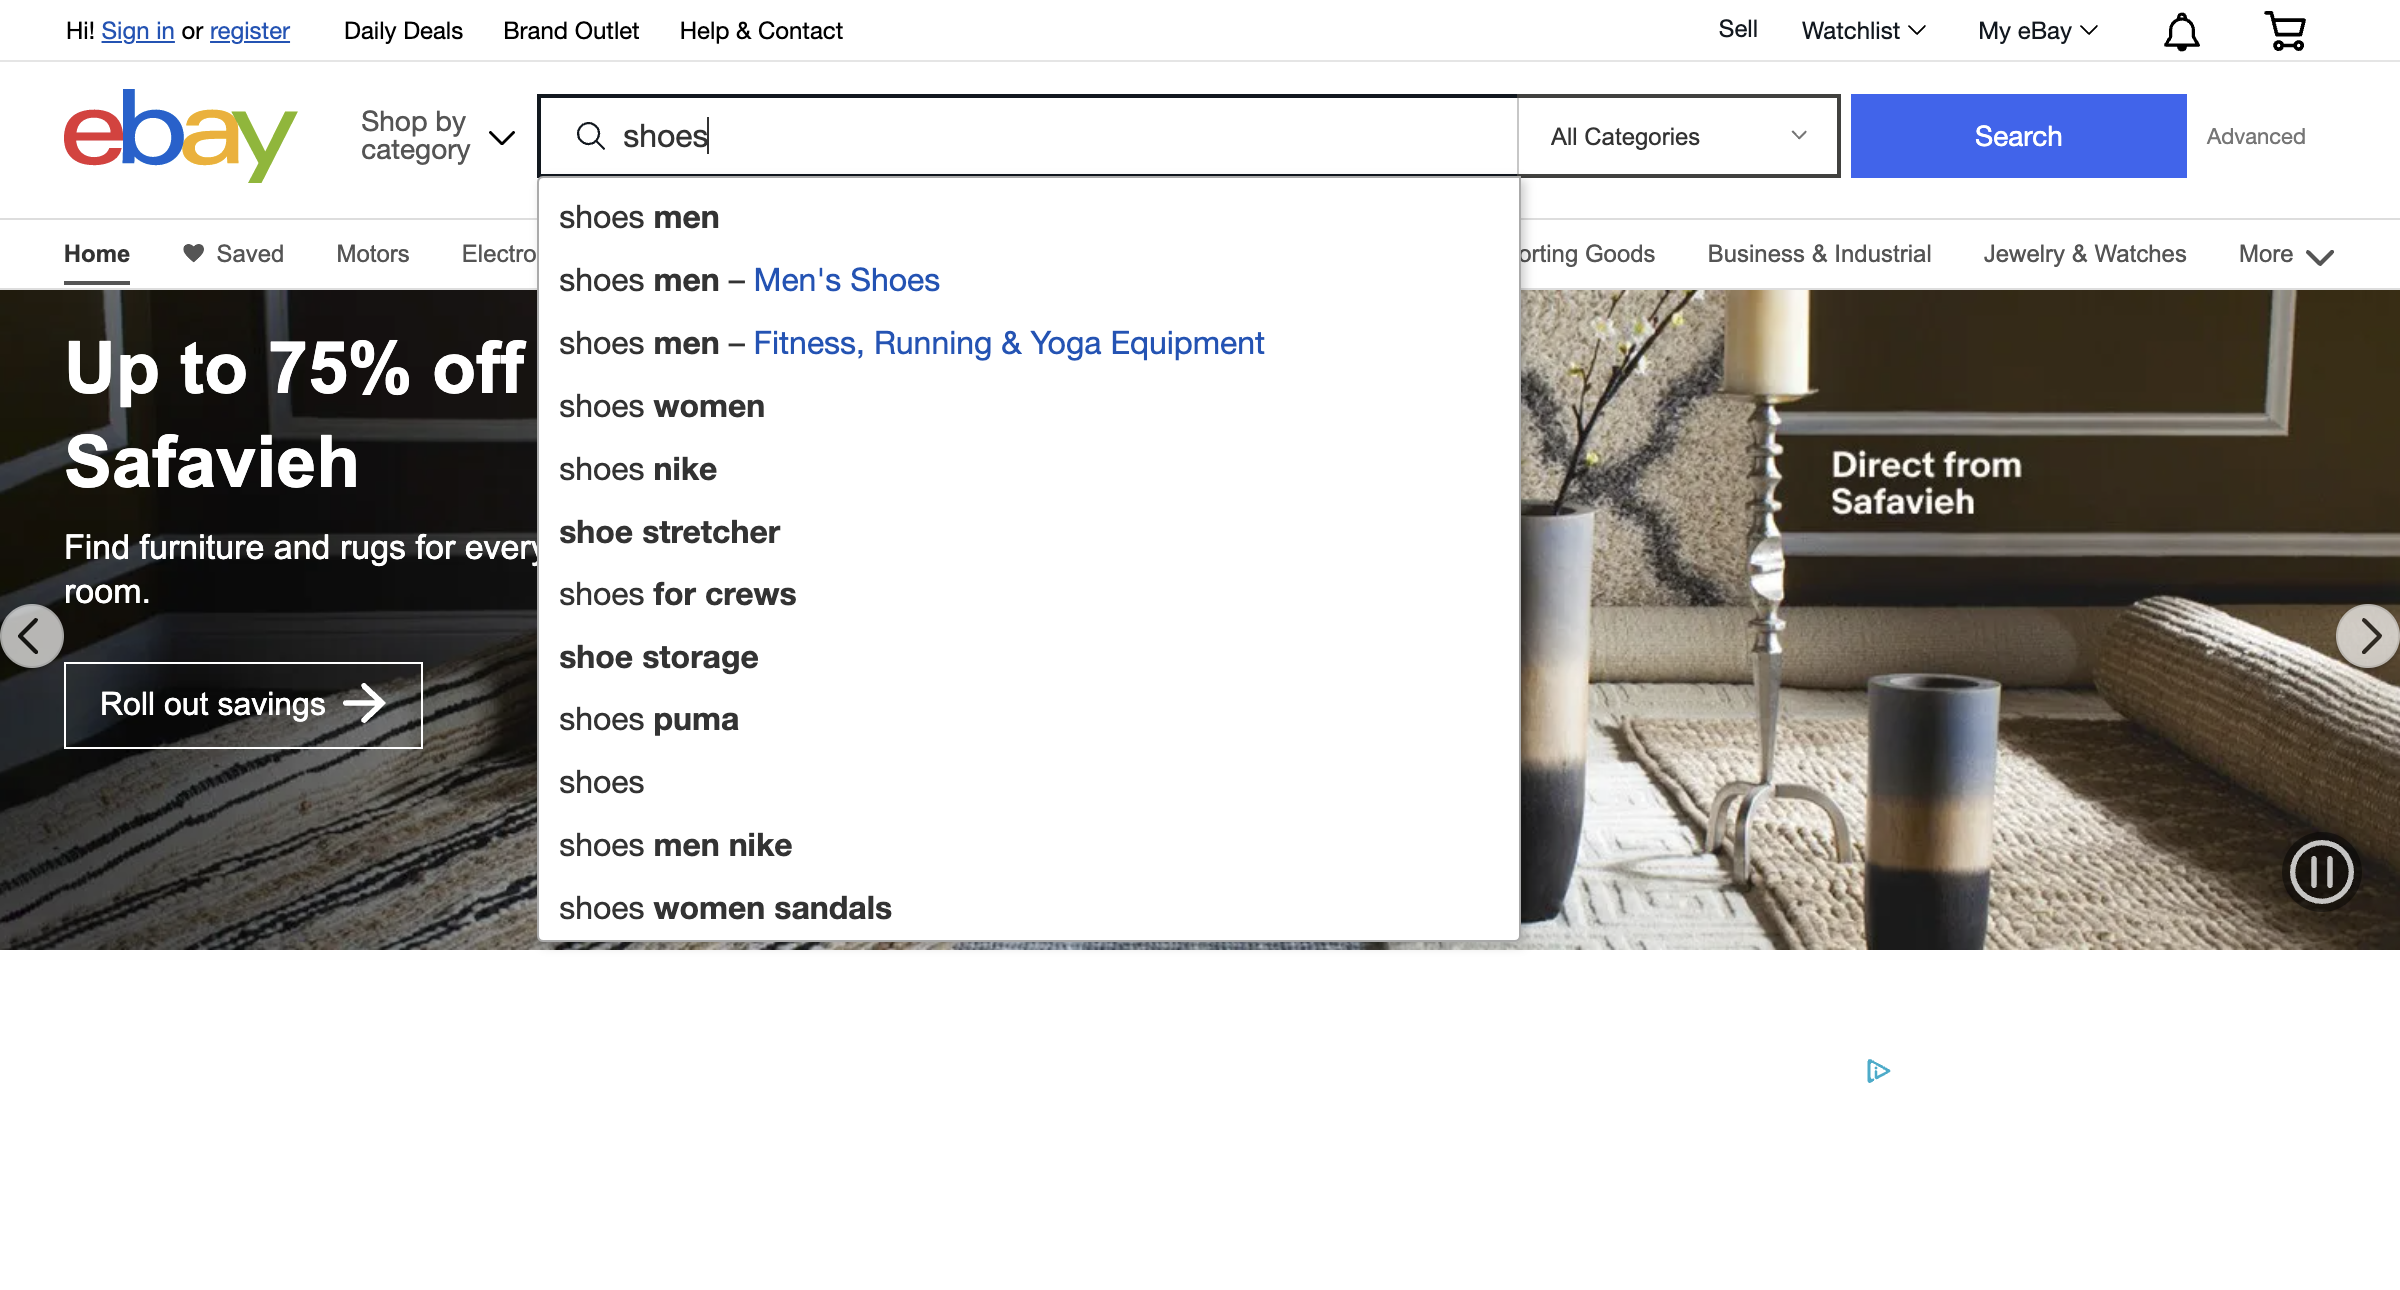 Hi! Sign in or register Daily Deals Brand Outlet Help & Contact Sell Watchlist My eBay
ebay Shop by category shoes All Categories Search Advanced
Home Saved Motors Electro orting Goods Business & Industrial Jewelry & Watches More
shoes men
shoes men – Men's Shoes
shoes men – Fitness, Running & Yoga Equipment
shoes women
shoes nike
shoe stretcher
shoes for crews
shoe storage
shoes puma
shoes
shoes men nike
shoes women sandals
Up to 75% off
Safavieh
Find furniture and rugs for every
room.
Roll out savings
Direct from
Safavieh